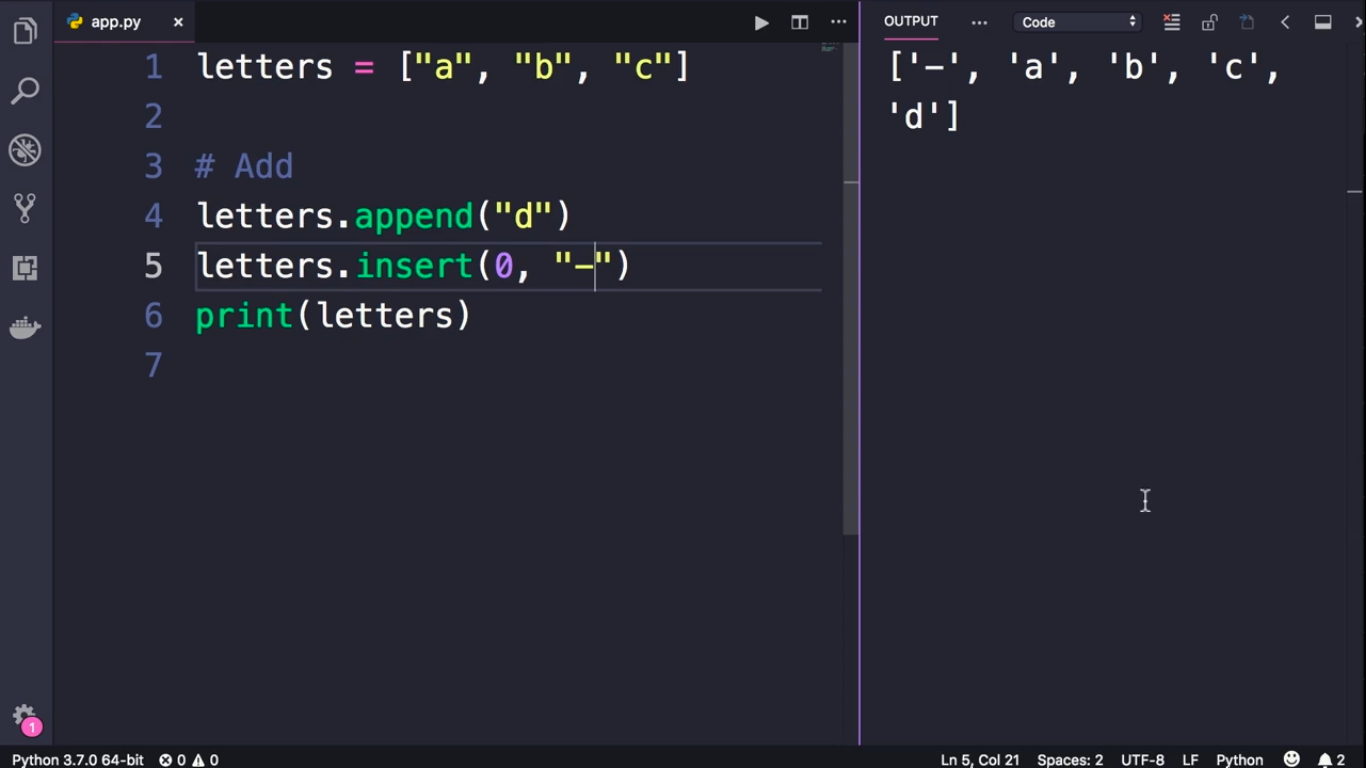 app.py
OUTPUT
Code
1 letters = ["a", "b", "c"]
2
3 # Add
4 letters.append("d")
5 letters.insert(0, "-")
6 print(letters)
7
['-', 'a', 'b', 'c',
'd']
1
Python 3.7.0 64-bit 0 0 Ln 5, Col 21 Spaces: 2 UTF-8 LF Python 2